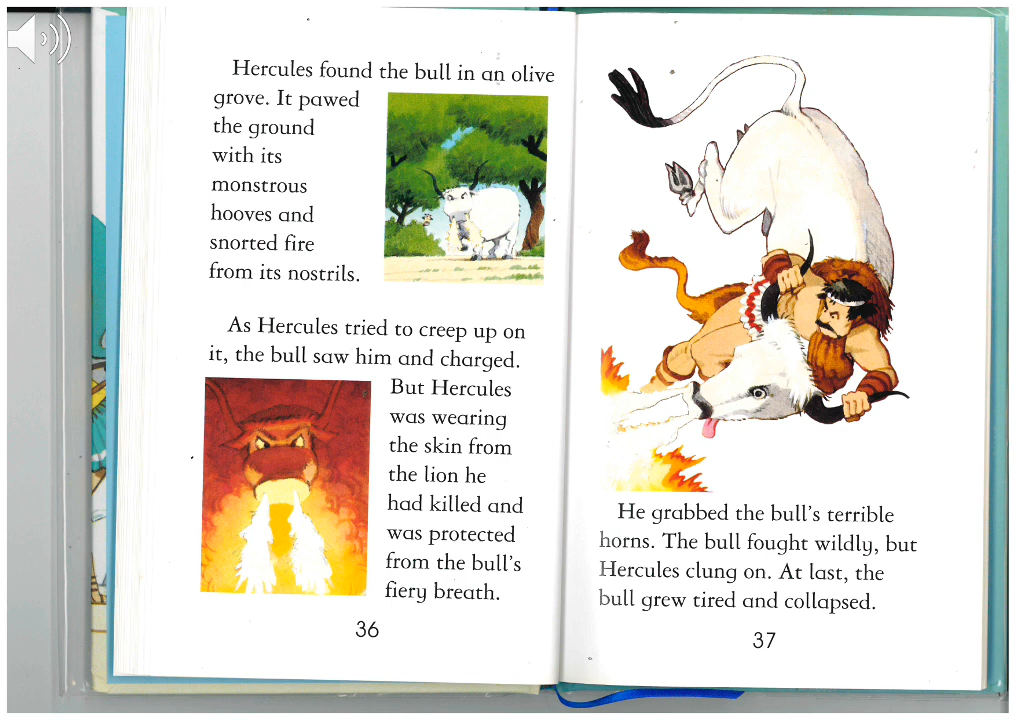 Hercules found the bull in an olive
grove. It pawed
the ground
with its
monstrous
hooves and
snorted fire
from its nostrils.
As Hercules tried to creep up on
it, the bull saw him and charged.
But Hercules
was wearing
the skin from
the lion he
had killed and
was protected
from the bull's
fiery breath.
36
He grabbed the bull's terrible
horns. The bull fought wildly, but
Hercules clung on. At last, the
bull grew tired and collapsed.
37